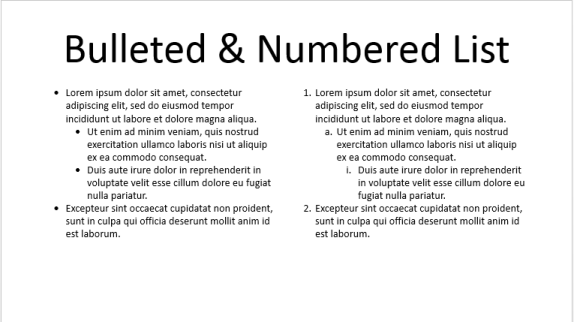 Bulleted & Numbered List
• Lorem ipsum dolor sit amet, consectetur
adipiscing elit, sed do eiusmod tempor
incididunt ut labore et dolore magna aliqua.
• Ut enim ad minim veniam, quis nostrud
exercitation ullamco laboris nisi ut aliquip
ex ea commodo consequat.
• Duis aute irure dolor in reprehenderit in
voluptate velit esse cillum dolore eu fugiat
nulla pariatur.
• Excepteur sint occaecat cupidatat non proident,
sunt in culpa qui officia deserunt mollit anim id
est laborum.
1. Lorem ipsum dolor sit amet, consectetur
adipiscing elit, sed do eiusmod tempor
incididunt ut labore et dolore magna aliqua.
a. Ut enim ad minim veniam, quis nostrud
exercitation ullamco laboris nisi ut aliquip
ex ea commodo consequat.
i. Duis aute irure dolor in reprehenderit
in voluptate velit esse cillum dolore eu
fugiat nulla pariatur.
2. Excepteur sint occaecat cupidatat non proident,
sunt in culpa qui officia deserunt mollit anim id
est laborum.